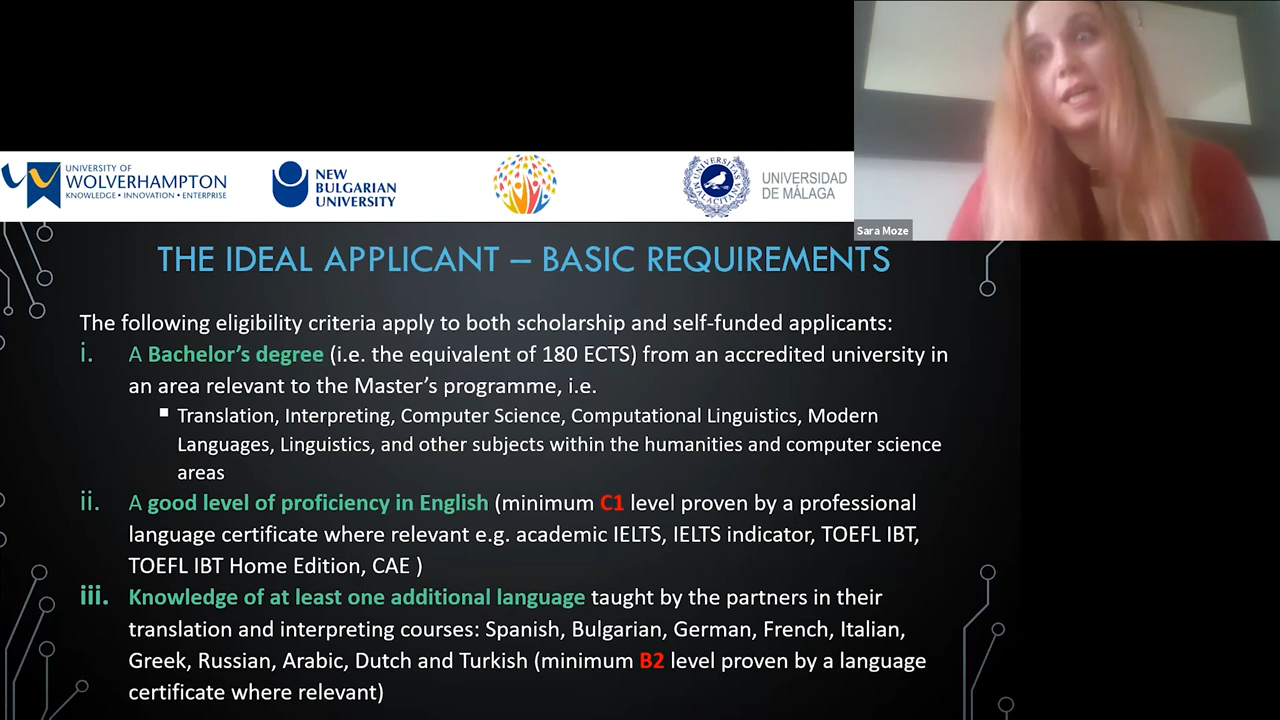 UNIVERSITY OF
WOLVERHAMPTON
KNOWLEDGE • INNOVATION • ENTERPRISE
NEW
BULGARIAN
UNIVERSITY
UNIVERSIDAD
DE MÁLAGA
Sara Moze
THE IDEAL APPLICANT – BASIC REQUIREMENTS
The following eligibility criteria apply to both scholarship and self-funded applicants:
i. A Bachelor's degree (i.e. the equivalent of 180 ECTS) from an accredited university in
an area relevant to the Master's programme, i.e.
▪ Translation, Interpreting, Computer Science, Computational Linguistics, Modern
Languages, Linguistics, and other subjects within the humanities and computer science
areas
ii. A good level of proficiency in English (minimum C1 level proven by a professional
language certificate where relevant e.g. academic IELTS, IELTS indicator, TOEFL IBT,
TOEFL IBT Home Edition, CAE )
iii. Knowledge of at least one additional language taught by the partners in their
translation and interpreting courses: Spanish, Bulgarian, German, French, Italian,
Greek, Russian, Arabic, Dutch and Turkish (minimum B2 level proven by a language
certificate where relevant)